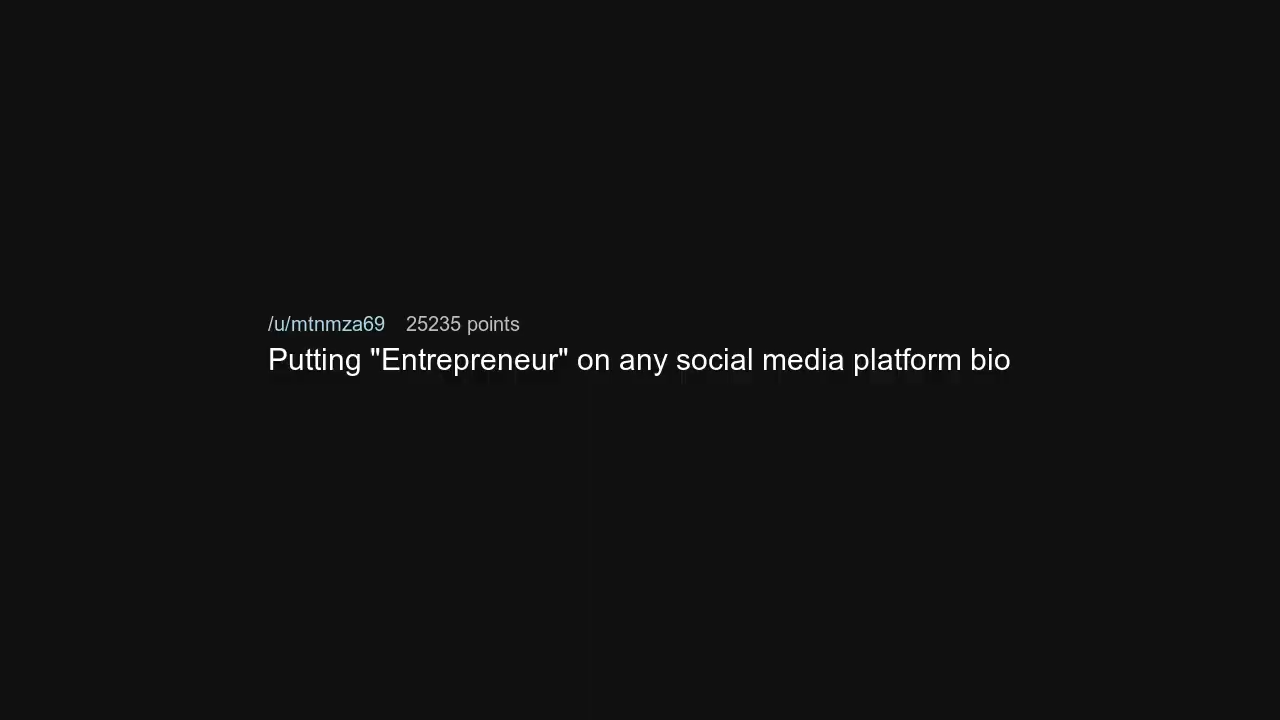 /u/mtnmza69 25235 points
Putting "Entrepreneur" on any social media platform bio